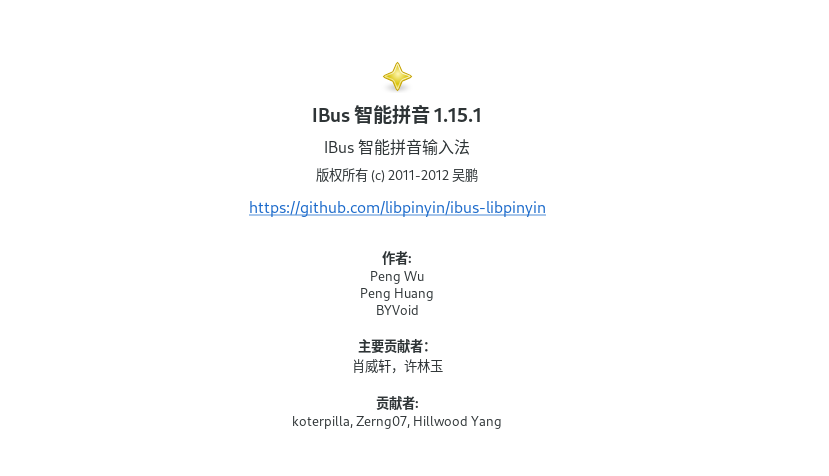 IBus 智能拼音 1.15.1
IBus 智能拼音输入法
版权所有 (c) 2011-2012 吴鹏
https://github.com/libpinyin/ibus-libpinyin
作者:
Peng Wu
Peng Huang
BYVoid
主要贡献者：
肖威轩，许林玉
贡献者:
koterpilla, Zerng07, Hillwood Yang